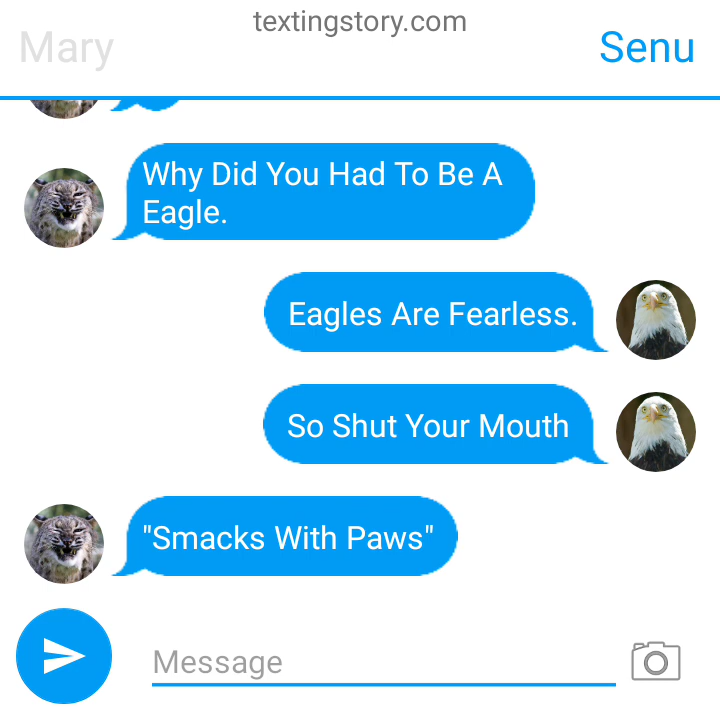 textingstory.com
Mary
Senu
Why Did You Had To Be A
Eagle.
Eagles Are Fearless.
So Shut Your Mouth
"Smacks With Paws"
Message